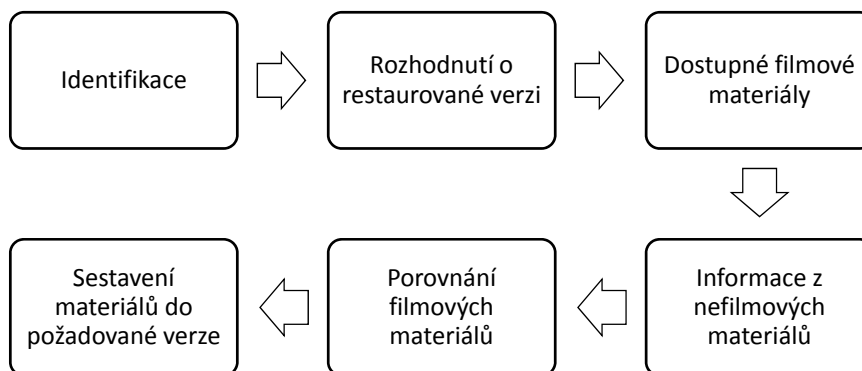 Identifikace
Rozhodnutí o
restaurované verzi
Dostupné filmové
materiály
Informace z
nefilmových
materiálů
Porovnání
filmových
materiálů
Sestavení
materiálů do
požadované verze